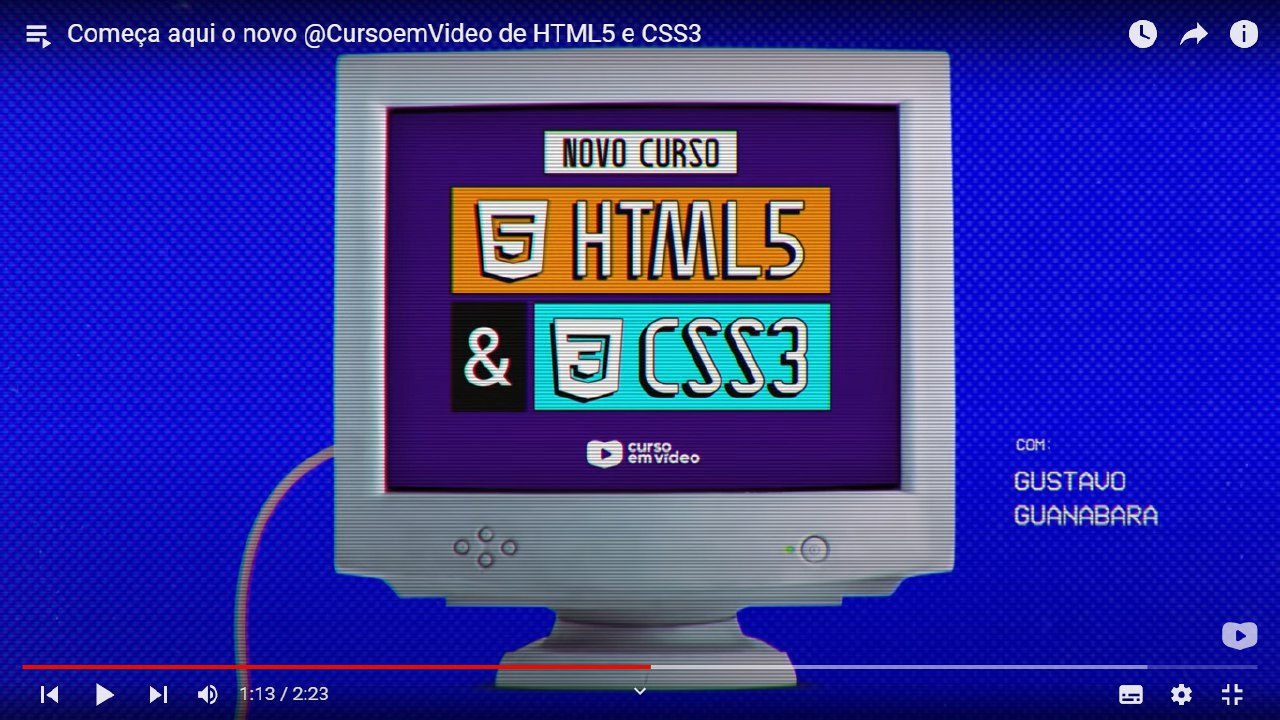 Começa aqui o novo @CursoemVideo de HTML5 e CSS3
NOVO CURSO
5 HTML5
& 3 CSS3
curso
em vídeo
COM:
GUSTAVO
GUANABARA
1:13 / 2:23